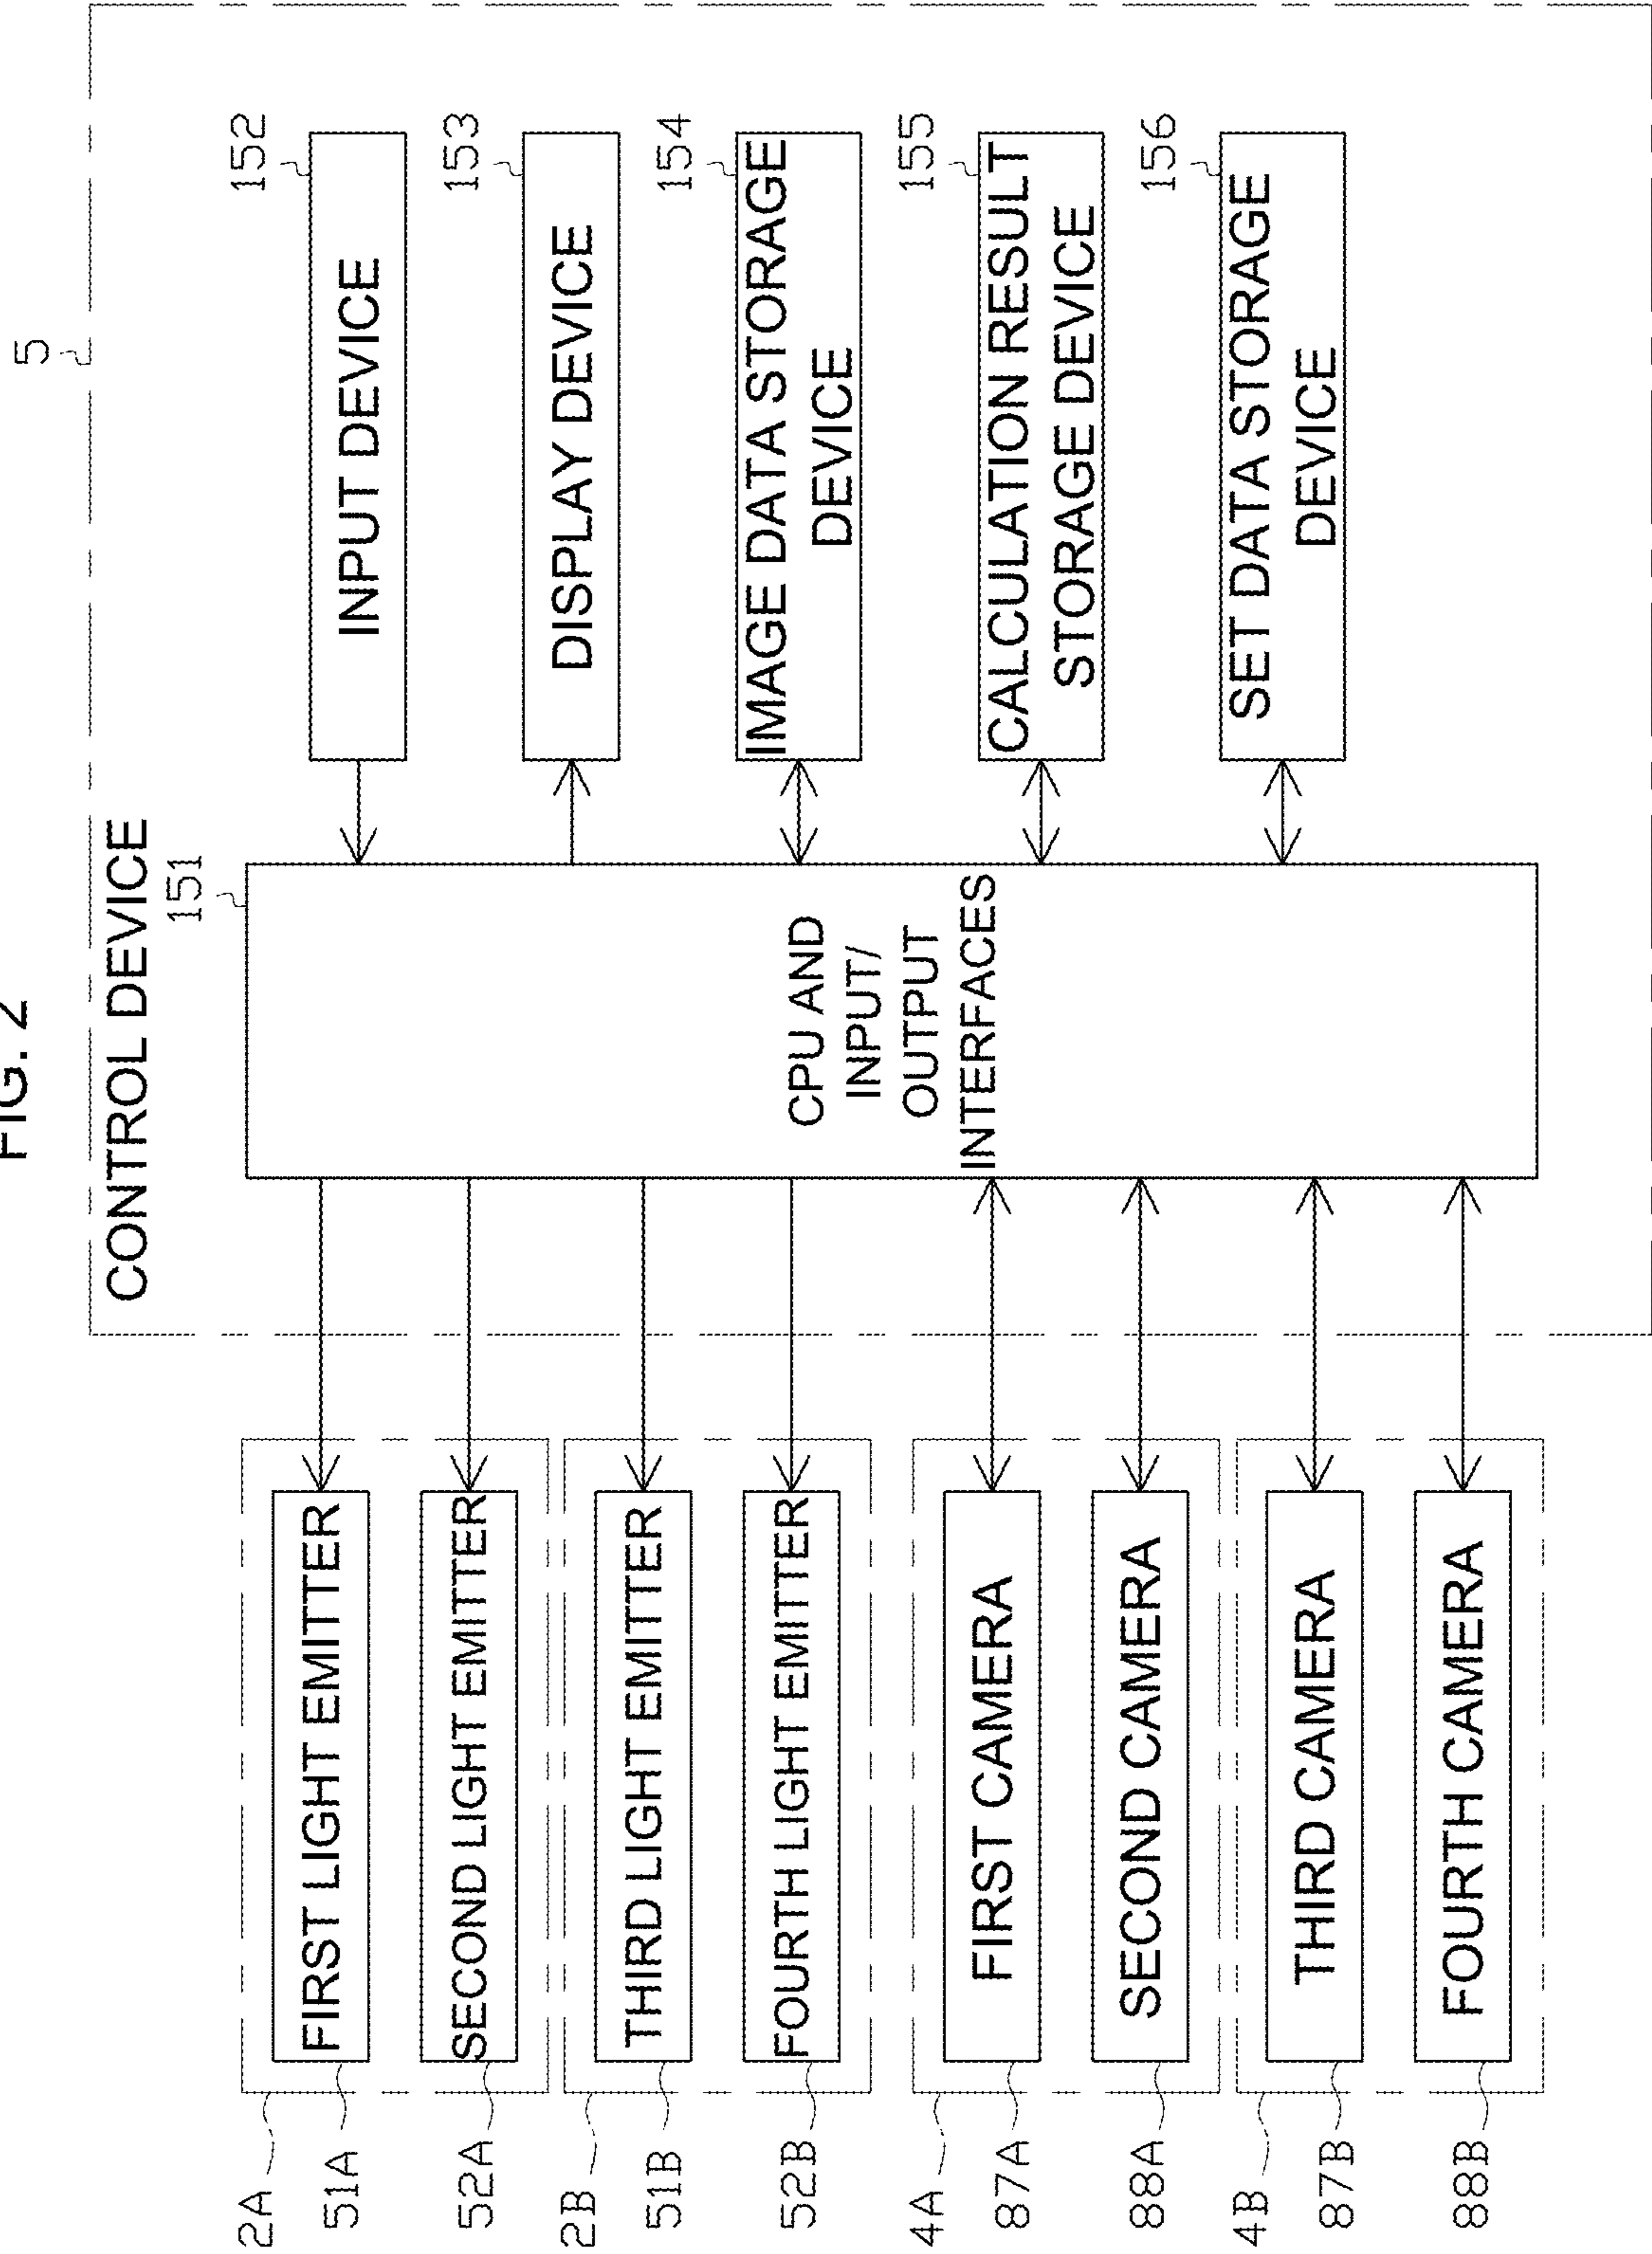 FIG. 2
5
CONTROL DEVICE
2A
51A
FIRST LIGHT EMITTER
52A
SECOND LIGHT EMITTER
2B
51B
THIRD LIGHT EMITTER
52B
FOURTH LIGHT EMITTER
4A
87A
FIRST CAMERA
88A
SECOND CAMERA
4B
87B
THIRD CAMERA
88B
FOURTH CAMERA
151
CPU AND
INPUT/
OUTPUT
INTERFACES
152
INPUT DEVICE
153
DISPLAY DEVICE
154
IMAGE DATA STORAGE
DEVICE
155
CALCULATION RESULT
STORAGE DEVICE
156
SET DATA STORAGE
DEVICE